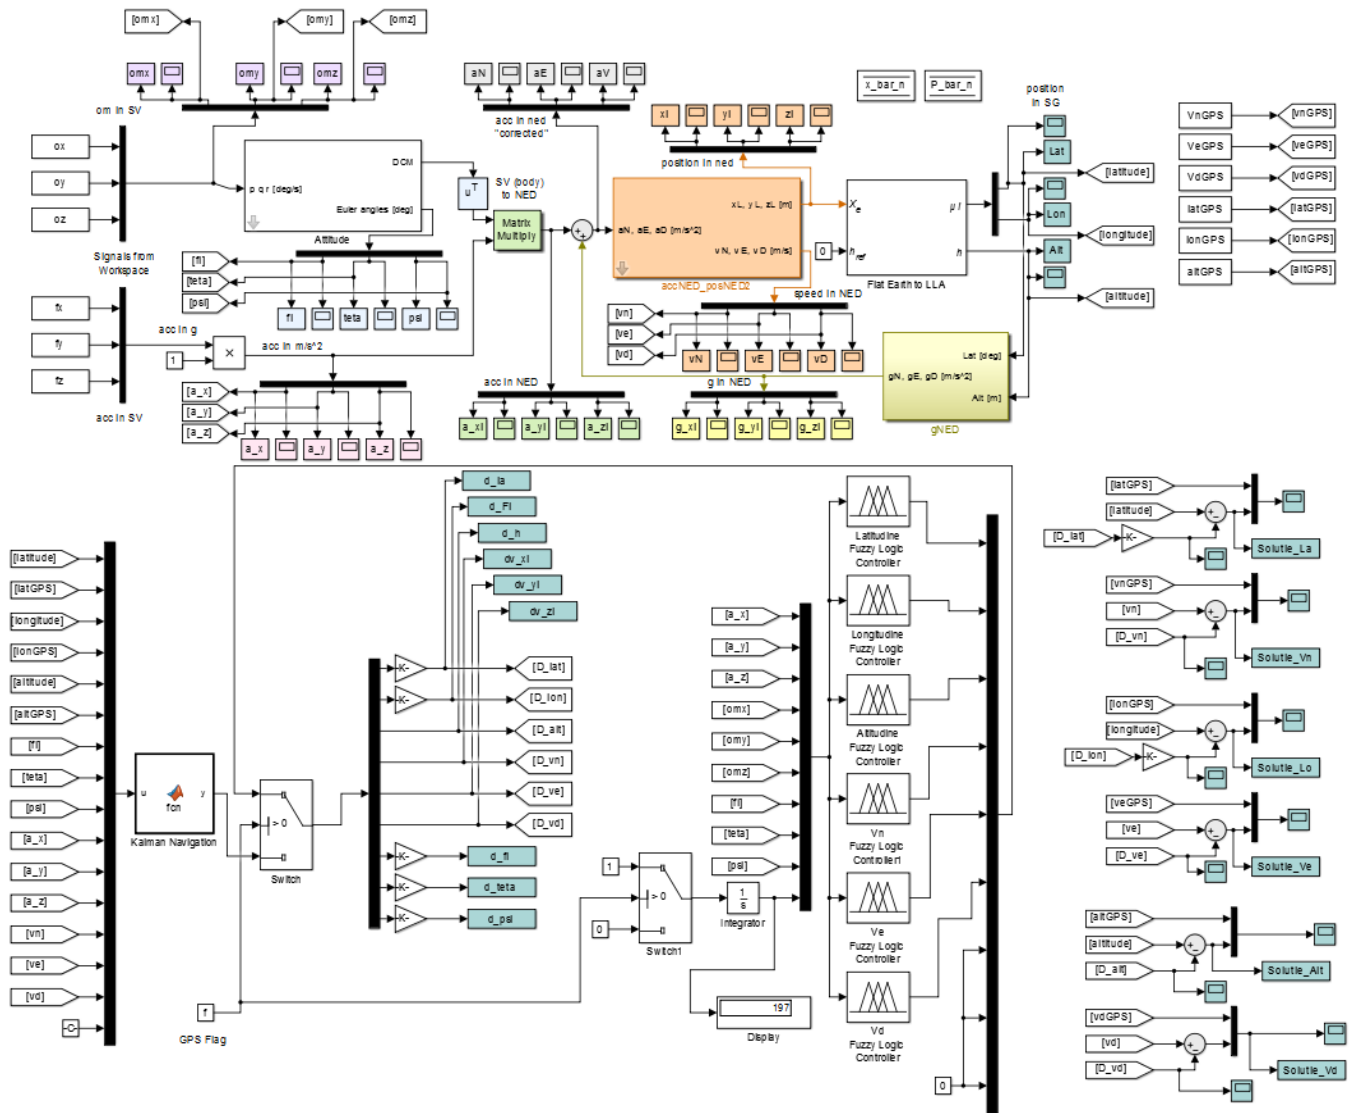 [omx]
[omy]
[omz]
omx
omy
omz
om in SV
ox
oy
oz
Signals from
Workspace
fx
fy
fz
acc in SV
p q r [deg/s]
DCM
Euler angles [deg]
Attitude
u^T
SV (body)
to NED
Matrix
Multiply
[fi]
[teta]
[psi]
fi
teta
psi
acc in g
1
×
acc in m/s^2
[a_x]
[a_y]
[a_z]
a_x
a_y
a_z
aN
aE
aV
acc in ned
"corrected"
acc in NED
a_xl
a_yl
a_zl
xl
yl
zl
position in ned
aN, aE, aD [m/s^2]
xL, yL, zL [m]
vN, vE, vD [m/s]
accNED_posNED2
speed in NED
[vn]
[ve]
[vd]
vN
vE
vD
g in NED
g_xl
g_yl
g_zl
x_bar_n
P_bar_n
X_e
h_ref
μ l
h
0
Flat Earth to LLA
position
in SG
Lat
Lon
Alt
[latitude]
[longitude]
[altitude]
Lat [deg]
gN, gE, gD [m/s^2]
Alt [m]
gNED
VnGPS
[vnGPS]
VeGPS
[veGPS]
VdGPS
[vdGPS]
latGPS
[latGPS]
lonGPS
[lonGPS]
altGPS
[altGPS]
[latitude]
[latGPS]
[longitude]
[lonGPS]
[altitude]
[altGPS]
[fi]
[teta]
[psi]
[a_x]
[a_y]
[a_z]
[vn]
[ve]
[vd]
-C-
u
fcn
y
Kalman Navigation
> 0
Switch
f
GPS Flag
d_la
d_Fl
d_h
dv_xl
dv_yl
dv_zl
-K-
-K-
[D_lat]
[D_lon]
[D_alt]
[D_vn]
[D_ve]
[D_vd]
-K-
-K-
-K-
d_fi
d_teta
d_psi
1
> 0
0
Switch1
1
s
Integrator
197
Display
[a_x]
[a_y]
[a_z]
[omx]
[omy]
[omz]
[fi]
[teta]
[psi]
Latitudine
Fuzzy Logic
Controller
Longitudine
Fuzzy Logic
Controller
Altitudine
Fuzzy Logic
Controller
Vn
Fuzzy Logic
Controller1
Ve
Fuzzy Logic
Controller
Vd
Fuzzy Logic
Controller
0
[latGPS]
[latitude]
[D_lat]
-K-
Solutie_La
[vnGPS]
[vn]
[D_vn]
Solutie_Vn
[lonGPS]
[longitude]
[D_lon]
-K-
Solutie_Lo
[veGPS]
[ve]
[D_ve]
Solutie_Ve
[altGPS]
[altitude]
[D_alt]
Solutie_Alt
[vdGPS]
[vd]
[D_vd]
Solutie_Vd